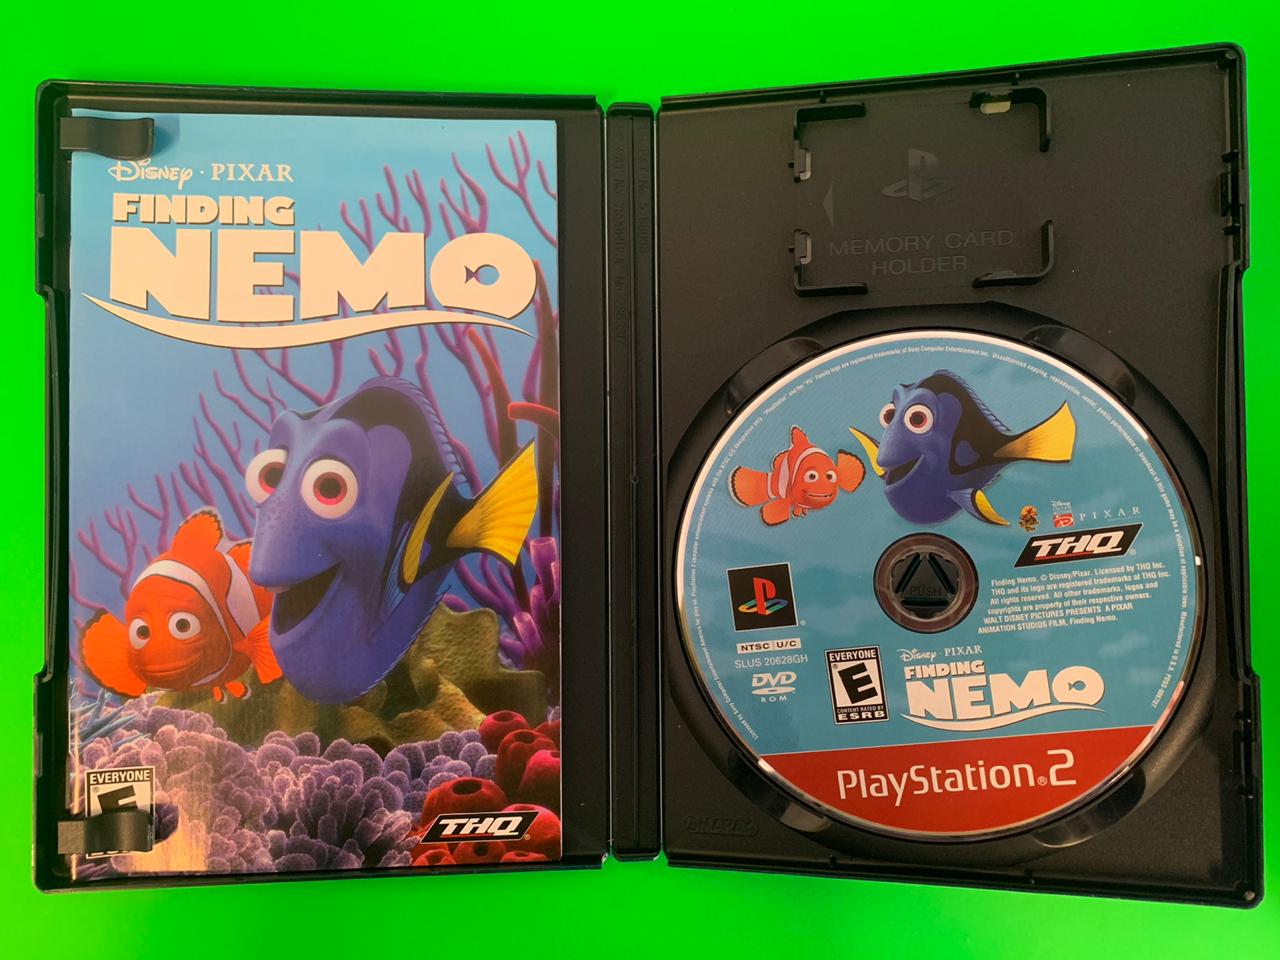 Disney · PIXAR
FINDING
NEMO
EVERYONE
E
THQ
MEMORY CARD
HOLDER
PIXAR
THQ
Finding Nemo. © Disney/Pixar. Licensed by THQ Inc.
THQ and its logo are registered trademarks of THQ Inc.
All rights reserved. All other trademarks, logos and
copyrights are property of their respective owners.
WALT DISNEY PICTURES PRESENTS A PIXAR
ANIMATION STUDIOS FILM, Finding Nemo.
PUSH
NTSC U/C
SLUS 20628GH
DVD
ROM
EVERYONE
E
CONTENT RATED BY
ESRB
Disney · PIXAR
FINDING
NEMO
PlayStation®2
AMARAY